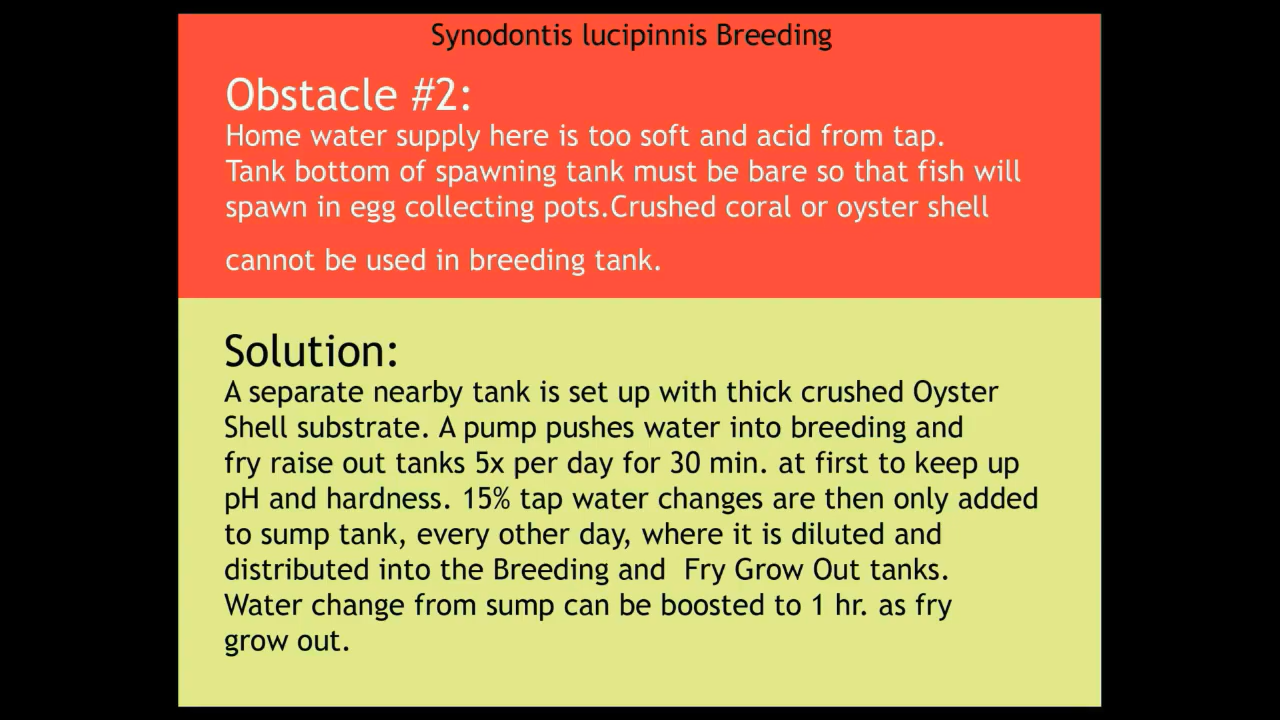 Synodontis lucipinnis Breeding
Obstacle #2:
Home water supply here is too soft and acid from tap.
Tank bottom of spawning tank must be bare so that fish will
spawn in egg collecting pots.Crushed coral or oyster shell
cannot be used in breeding tank.
Solution:
A separate nearby tank is set up with thick crushed Oyster
Shell substrate. A pump pushes water into breeding and
fry raise out tanks 5x per day for 30 min. at first to keep up
pH and hardness. 15% tap water changes are then only added
to sump tank, every other day, where it is diluted and
distributed into the Breeding and  Fry Grow Out tanks.
Water change from sump can be boosted to 1 hr. as fry
grow out.